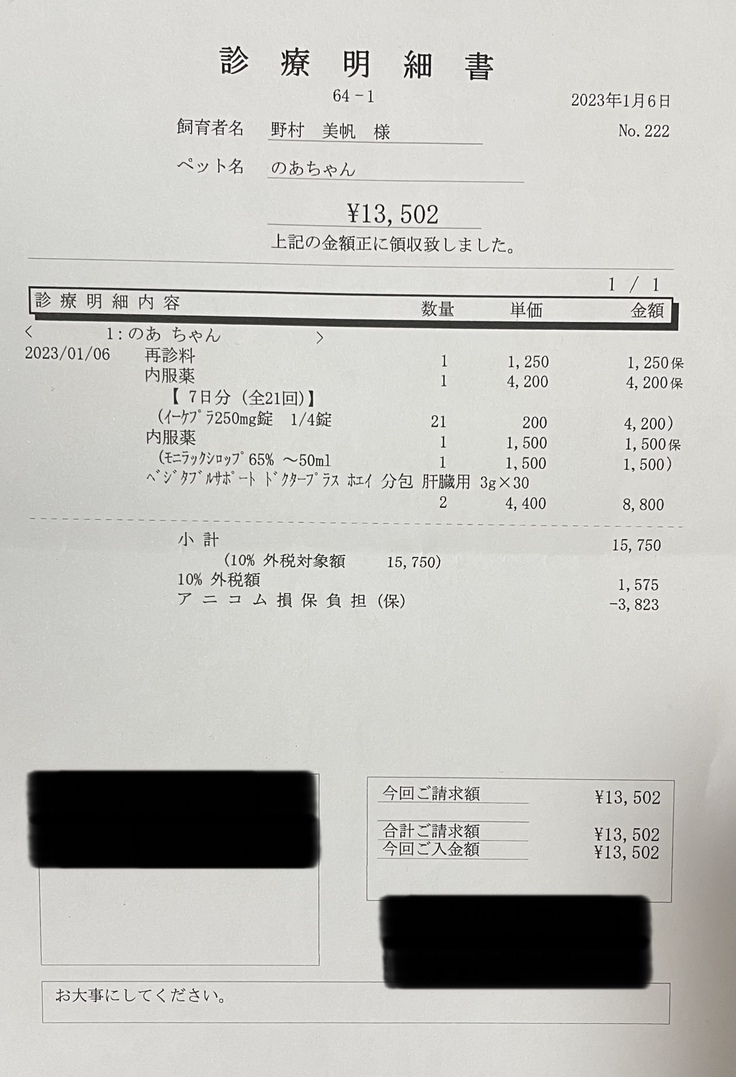 診療明細書
64-1
2023年1月6日
飼育者名 野村 美帆 様
No.222
ペット名 のあちゃん
¥13,502
上記の金額正に領収致しました。
1 / 1
診療明細内容 数量 単価 金額
< 1:のあ ちゃん >
2023/01/06 再診料 1 1,250 1,250保
内服薬 1 4,200 4,200保
【 7日分 (全21回)】
(ｲｰｹﾌﾟﾗ250mg錠 1/4錠 21 200 4,200)
内服薬 1 1,500 1,500保
(ﾓﾆﾗｯｸｼﾛｯﾌﾟ65% ～50ml 1 1,500 1,500)
ﾍﾞｼﾞﾀﾌﾞﾙｻﾎﾟｰﾄ ﾄﾞｸﾀｰﾌﾟﾗｽ ﾎｴｲ 分包 肝臓用 3g×30
2 4,400 8,800
小計 15,750
(10% 外税対象額 15,750)
10% 外税額 1,575
アニコム損保負担(保) -3,823
今回ご請求額 ¥13,502
合計ご請求額 ¥13,502
今回ご入金額 ¥13,502
お大事にしてください。